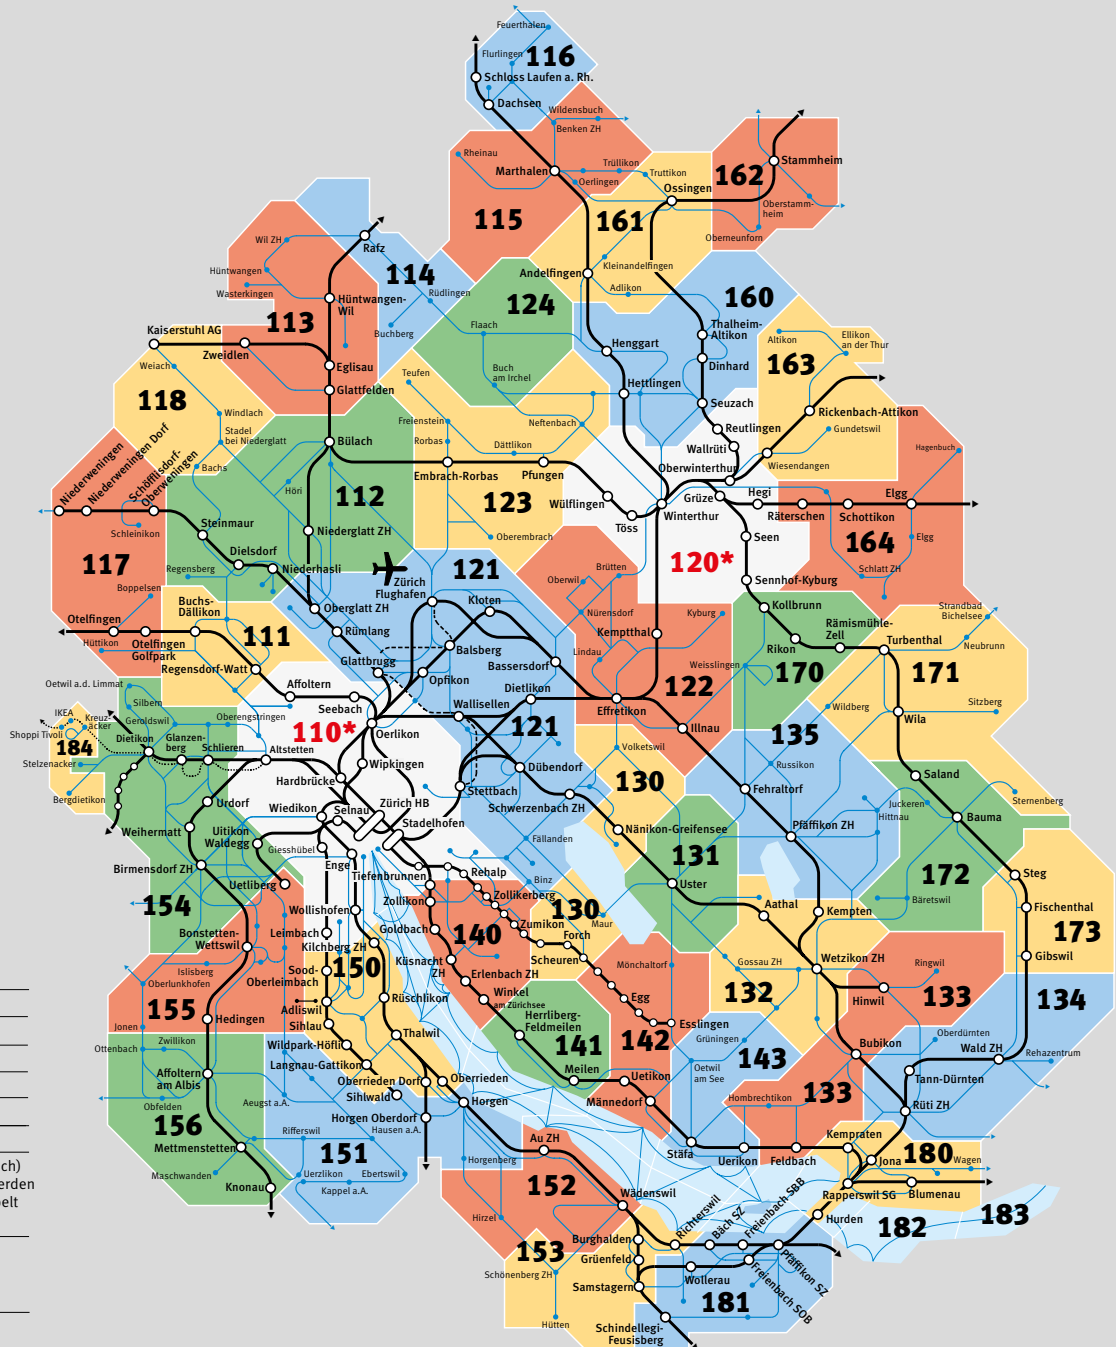 Feuerthalen
Flurlingen
116
Schloss Laufen a. Rh.
Dachsen
Wildensbuch
Benken ZH
Rheinau
Marthalen
Trüllikon
Truttikon
Oerlingen
Ossingen
162
Stammheim
Oberstamm-
heim
115
161
Oberneunforn
Wil ZH
Rafz
Hüntwangen
Wasterkingen
114
Andelfingen
Kleinandelfingen
Adlikon
Rüdlingen
124
160
Hüntwangen-
Wil
113
Buchberg
Flaach
Thalheim-
Altikon
Altikon
Ellikon
an der Thur
Kaiserstuhl AG
Zweidlen
Henggart
Dinhard
163
Weiach
Eglisau
Buch
am Irchel
Teufen
Hettlingen
118
Glattfelden
Seuzach
Rickenbach-Attikon
Windlach
Freienstein
Neftenbach
Reutlingen
Gundetswil
Stadel
bei Niederglatt
Rorbas
Dättlikon
Wallrüti
Hagenbuch
Niederweningen
Niederweningen Dorf
Schöfflisdorf-
Oberweningen
Bachs
Bülach
Embrach-Rorbas
Pfungen
Oberwinterthur
Wiesendangen
Höri
112
123
Wülflingen
Grüze
Hegi
Elgg
Töss
Winterthur
Räterschen
Schottikon
Schleinikon
Steinmaur
Niederglatt ZH
Oberembrach
Seen
164
Elgg
117
Dielsdorf
120*
Regensberg
Niederhasli
121
Brütten
Oberwil
Schlatt ZH
Boppelsen
Zürich
Flughafen
Sennhof-Kyburg
Buchs-
Dällikon
Oberglatt ZH
Kloten
Nürensdorf
Kyburg
Kollbrunn
Strandbad
Bichelsee
Otelfingen
111
Rümlang
Kemptthal
Rämismühle-
Zell
Turbenthal
Neubrunn
Hüttikon
Otelfingen
Golfpark
Balsberg
Lindau
Rikon
Regensdorf-Watt
Glattbrugg
Bassersdorf
Weisslingen
170
171
Opfikon
Oetwil a.d. Limmat
Affoltern
Dietlikon
122
Silbern
Seebach
Wallisellen
Effretikon
Sitzberg
IKEA
Kreuz-
äcker
Geroldswil
Oberengstringen
Wildberg
Wila
Shoppi Tivoli
110*
Oerlikon
121
Illnau
135
184
Dietikon
Glanzen-
berg
Schlieren
Altstetten
Volketswil
Stelzenacker
Wipkingen
Dübendorf
Russikon
Hardbrücke
130
Saland
Bergdietikon
Stettbach
Fehraltorf
Urdorf
Wiedikon
Selnau
Zürich HB
Schwerzenbach ZH
Juckeren
Sternenberg
Weihermatt
Uitikon
Waldegg
Stadelhofen
Nänikon-Greifensee
Pfäffikon ZH
Hittnau
Bauma
Giesshübel
Fällanden
131
Birmensdorf ZH
Enge
Tiefenbrunnen
Rehalp
172
Steg
Uetliberg
Binz
Uster
Zollikon
Zollikerberg
Aathal
Bäretswil
154
Wollishofen
130
Kempten
Fischenthal
Maur
Bonstetten-
Wettswil
Leimbach
Goldbach
140
Zumikon
Forch
173
Kilchberg ZH
Islisberg
Sood-
Oberleimbach
150
Küsnacht
ZH
Scheuren
Mönchaltorf
Gossau ZH
Wetzikon ZH
Ringwil
Gibswil
Oberlunkhofen
Erlenbach ZH
155
Rüschlikon
Winkel
am Zürichsee
Egg
132
Hinwil
133
134
Adliswil
Jonen
Hedingen
Sihlau
Herrliberg-
Feldmeilen
Esslingen
Thalwil
142
Grüningen
Oberdürnten
Ottenbach
Zwillikon
Wildpark-Höfli
141
143
Bubikon
Wald ZH
Rehazentrum
Langnau-Gattikon
Affoltern
am Albis
Meilen
Uetikon
Oetwil
am See
Oberrieden Dorf
Oberrieden
Tann-Dürnten
Sihlwald
Obfelden
Aeugst a.A.
Horgen
Männedorf
Hombrechtikon
133
Rüti ZH
156
Horgen Oberdorf
Rifferswil
Hausen a.A.
Kempraten
Mettmenstetten
Au ZH
151
Stäfa
Uerikon
Feldbach
Jona
180
Wagen
Maschwanden
Horgenberg
Uerzlikon
Ebertswil
Knonau
Kappel a.A.
152
Wädenswil
Rapperswil SG
Blumenau
Hirzel
Richterswil
Bäch SZ
Freienbach SBB
Hurden
182
183
153
Burghalden
Grüenfeld
Schönenberg ZH
Wollerau
Freienbach SOB
Pfäffikon SZ
Samstagern
181
Hütten
Schindellegi-
Feusisberg
ch)
erden
elt